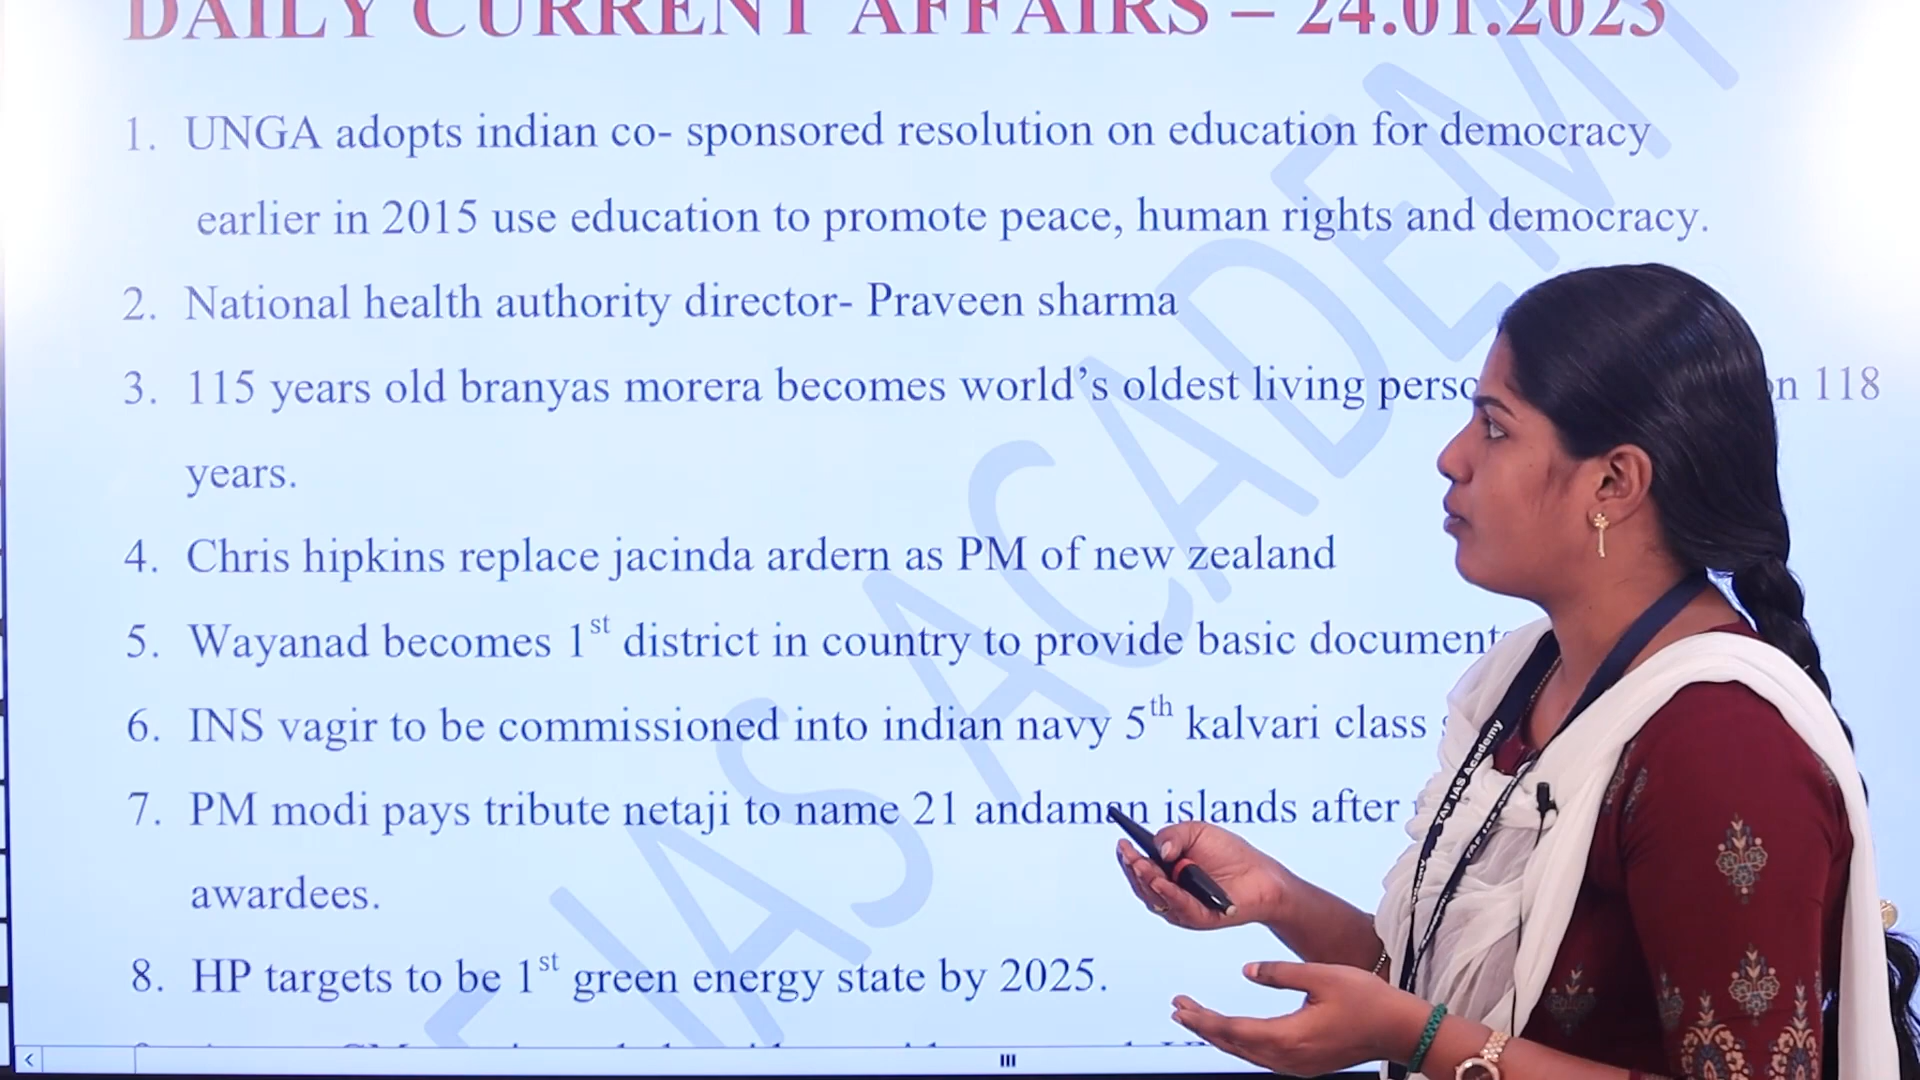 DAILY CURRENT AFFAIRS – 24.01.2023
1. UNGA adopts indian co- sponsored resolution on education for democracy
earlier in 2015 use education to promote peace, human rights and democracy.
2. National health authority director- Praveen sharma
3. 115 years old branyas morera becomes world's oldest living 118
years.
4. Chris hipkins replace jacinda ardern as PM of new zealand
5. Wayanad becomes 1st district in country to provide basic
6. INS vagir to be commissioned into indian navy 5th kalvari class
7. PM modi pays tribute netaji to name 21 andaman islands after
awardees.
8. HP targets to be 1st green energy state by 2025.
IAS ACADEMY
IAS Academy